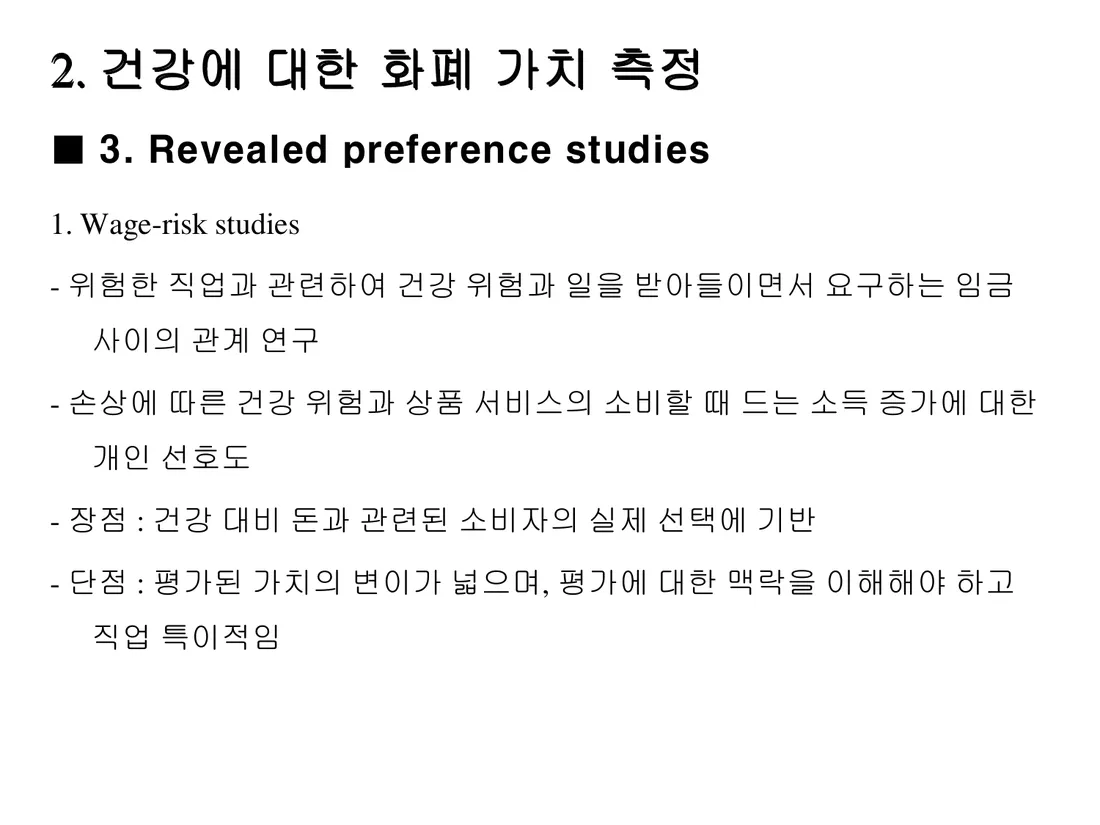 2. 건강에 대한 화폐 가치 측정
■ 3. Revealed preference studies
1. Wage-risk studies
- 위험한 직업과 관련하여 건강 위험과 일을 받아들이면서 요구하는 임금
사이의 관계 연구
- 손상에 따른 건강 위험과 상품 서비스의 소비할 때 드는 소득 증가에 대한
개인 선호도
- 장점 : 건강 대비 돈과 관련된 소비자의 실제 선택에 기반
- 단점 : 평가된 가치의 변이가 넓으며, 평가에 대한 맥락을 이해해야 하고
직업 특이적임